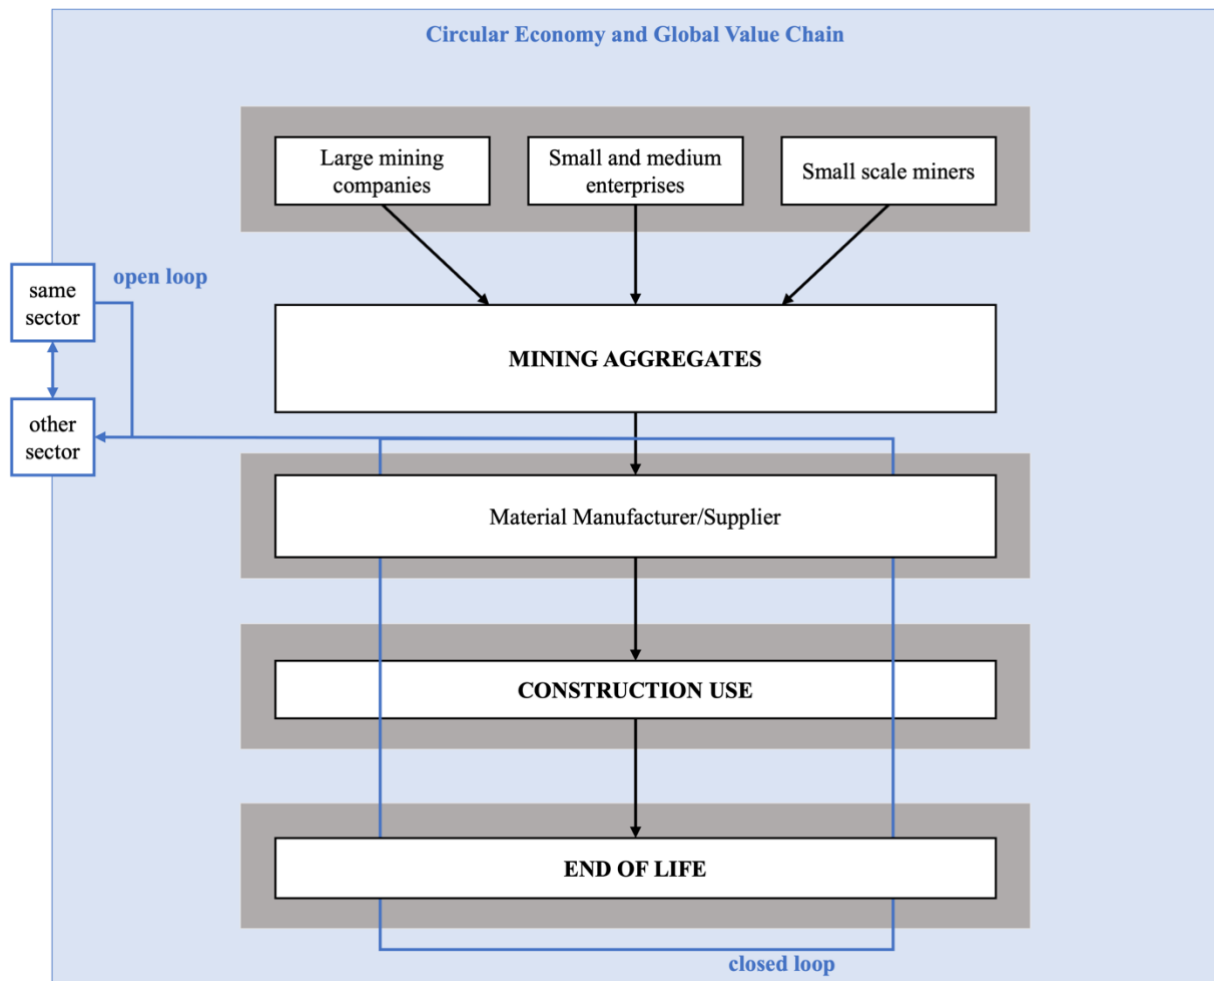 Circular Economy and Global Value Chain
Large mining
companies
Small and medium
enterprises
Small scale miners
open loop
same
sector
MINING AGGREGATES
other
sector
Material Manufacturer/Supplier
CONSTRUCTION USE
END OF LIFE
closed loop